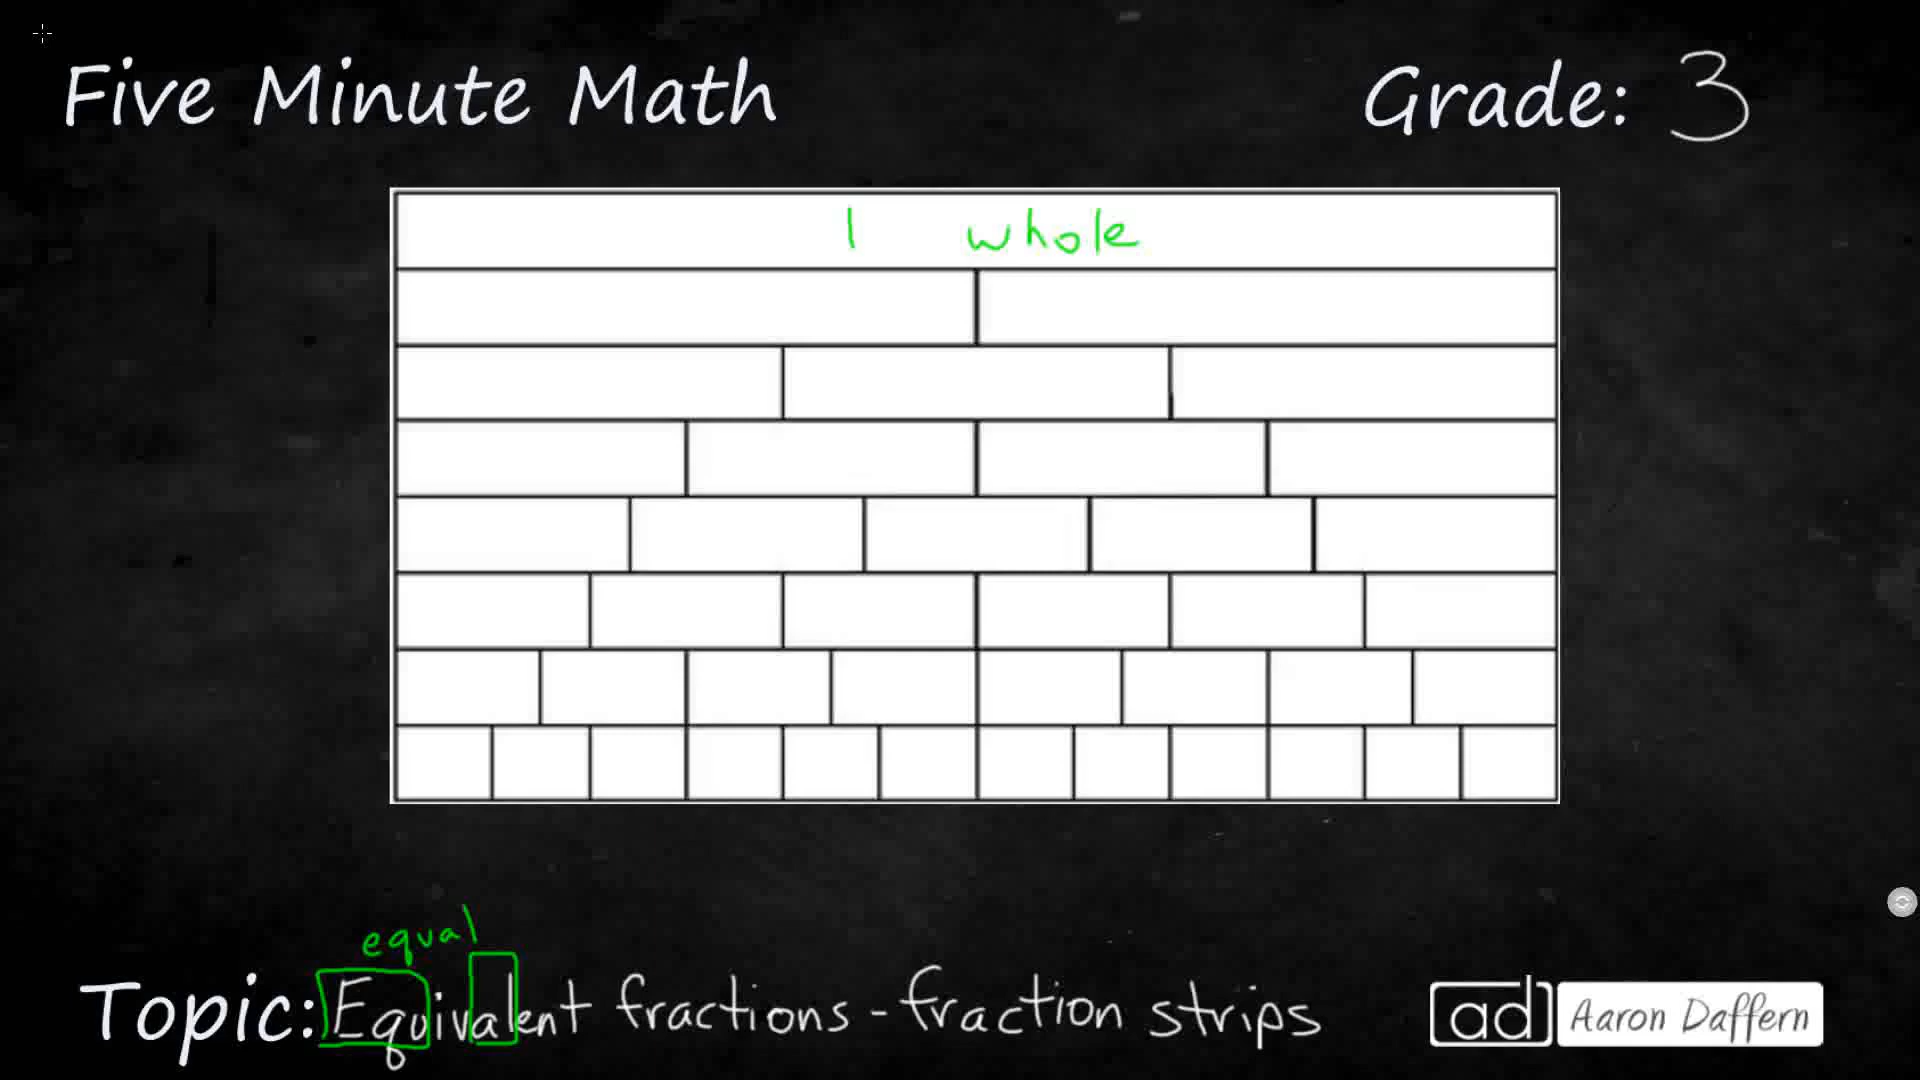 Five Minute Math
Grade: 3
1 whole
equal
Topic: Equivalent fractions - fraction strips
ad Aaron Daffern